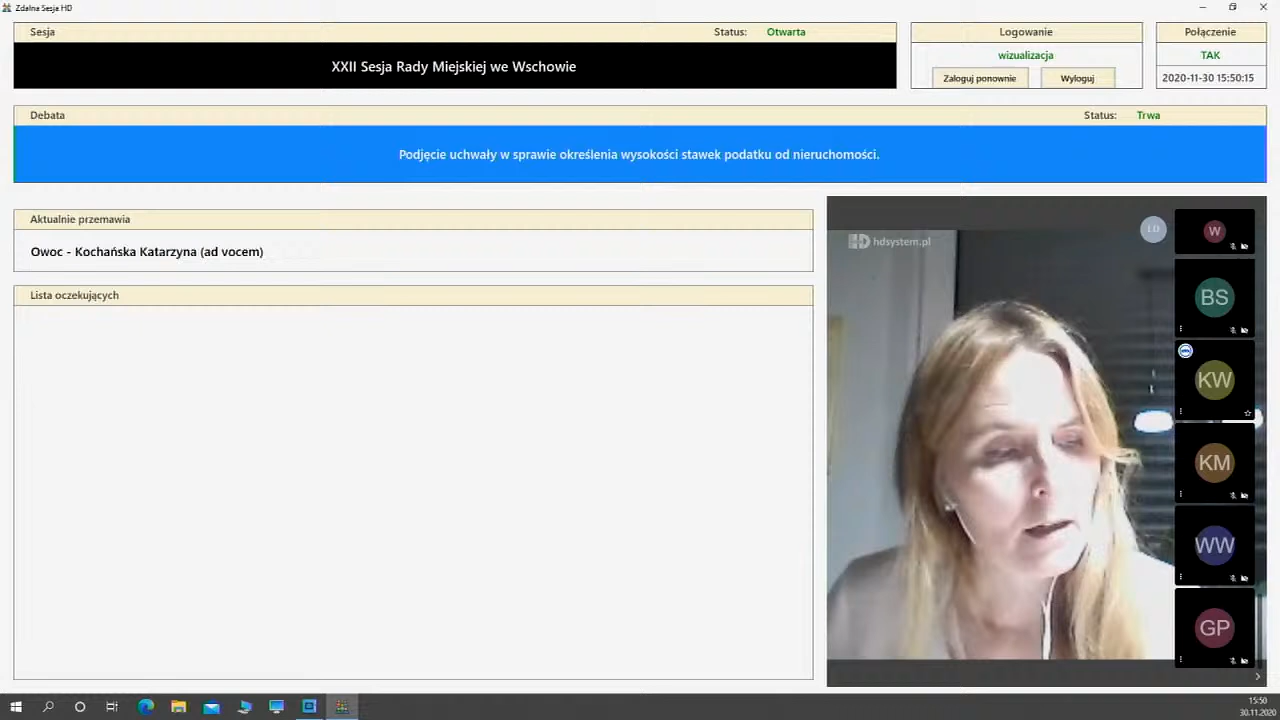 Zdalna Sesja HD
Sesja
Status: Otwarta
Logowanie
Połączenie
XXII Sesja Rady Miejskiej we Wschowie
wizualizacja
TAK
Zaloguj ponownie
Wyloguj
2020-11-30 15:50:15
Debata
Status: Trwa
Podjęcie uchwały w sprawie określenia wysokości stawek podatku od nieruchomości.
Aktualnie przemawia
Owoc - Kochańska Katarzyna (ad vocem)
Lista oczekujących
HD hdsystem.pl
LD
W
BS
KW
KM
WW
GP
15:50
30.11.2020